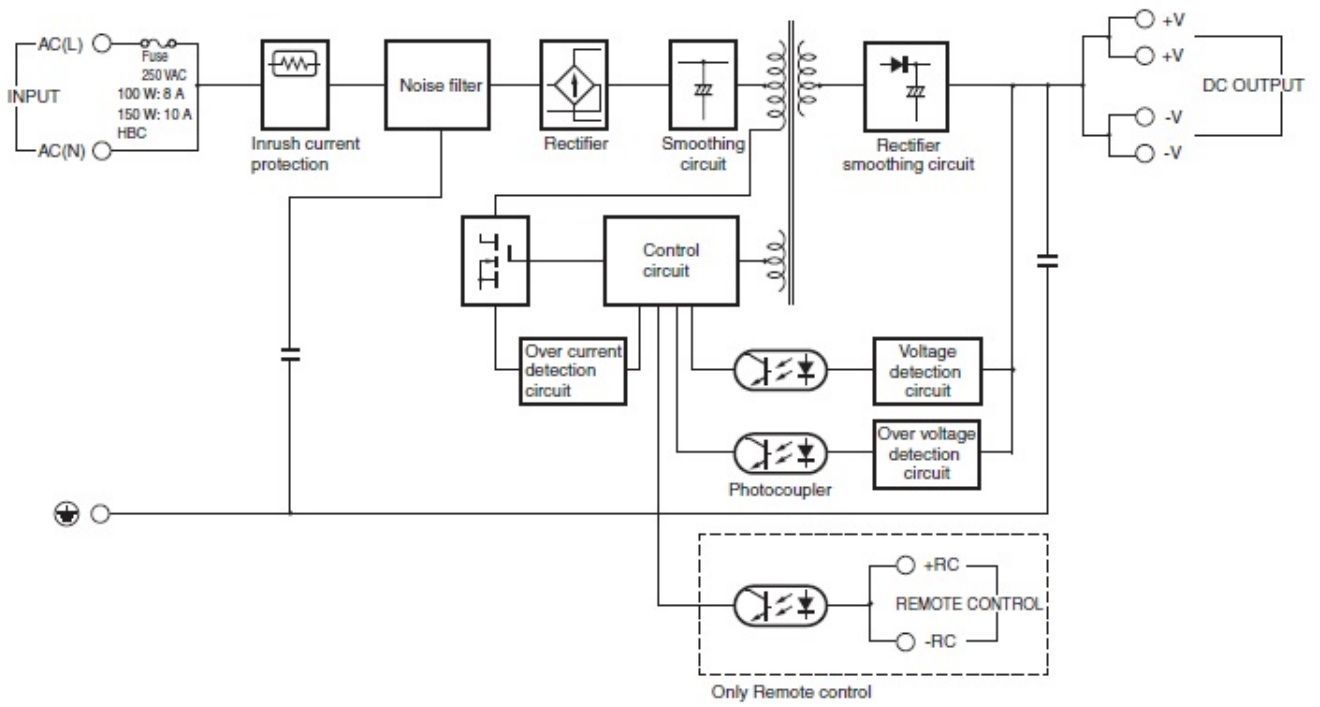 AC(L)
Fuse
250 VAC
100 W: 8 A
150 W: 10 A
HBC
INPUT
AC(N)
Inrush current
protection
Noise filter
Rectifier
Smoothing
circuit
Rectifier
smoothing circuit
+V
+V
DC OUTPUT
-V
-V
Control
circuit
Over current
detection
circuit
Voltage
detection
circuit
Over voltage
detection
circuit
Photocoupler
+RC
REMOTE CONTROL
-RC
Only Remote control